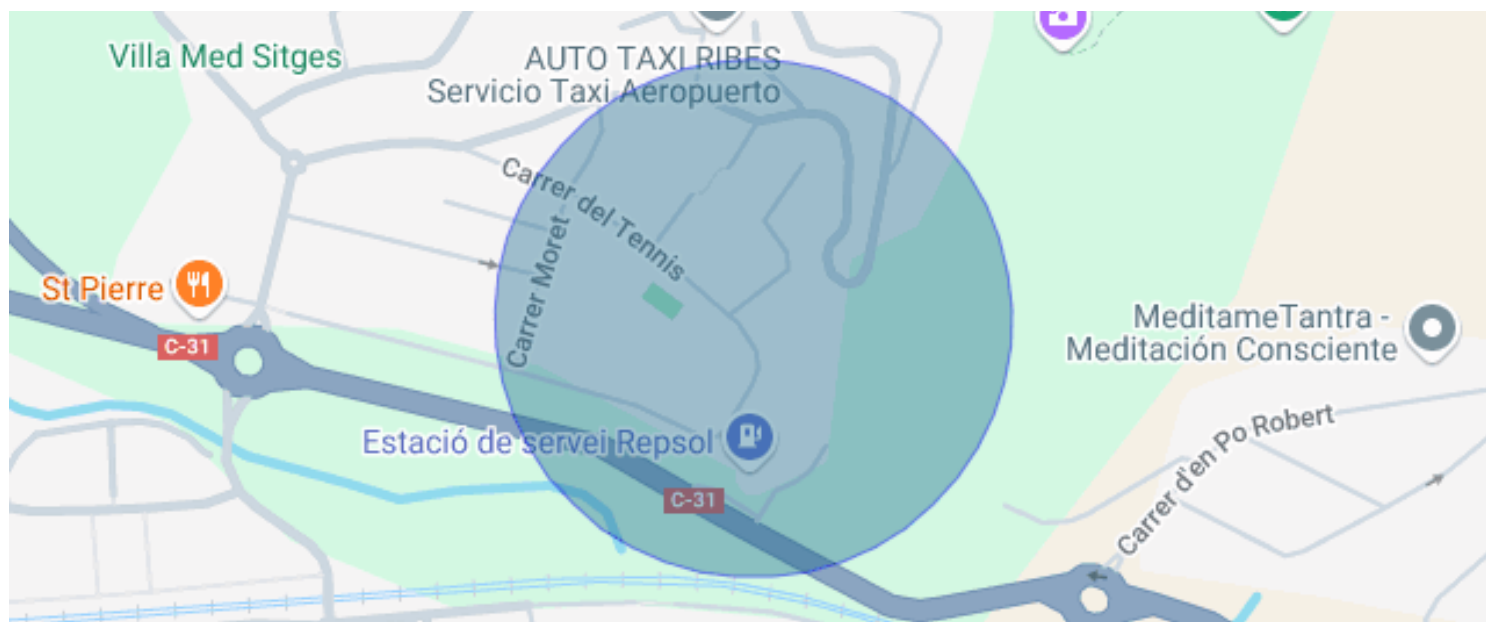 Villa Med Sitges
AUTO TAXI RIBES
Servicio Taxi Aeropuerto
Carrer del Tennis
Carrer Moret
St Pierre
C-31
MeditameTantra -
Meditación Consciente
Estació de servei Repsol
C-31
Carrer d'en Po Robert